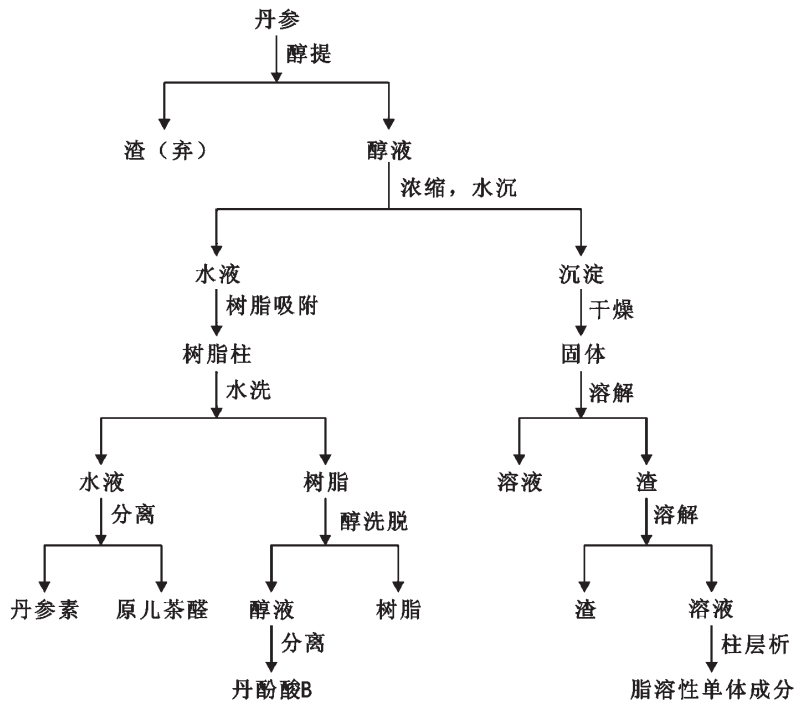 丹参
醇提
渣（弃）
醇液
浓缩，水沉
水液
沉淀
树脂吸附
干燥
树脂柱
固体
水洗
溶解
水液
树脂
溶液
渣
分离
醇洗脱
溶解
丹参素
原儿茶醛
醇液
树脂
渣
溶液
分离
柱层析
丹酚酸B
脂溶性单体成分